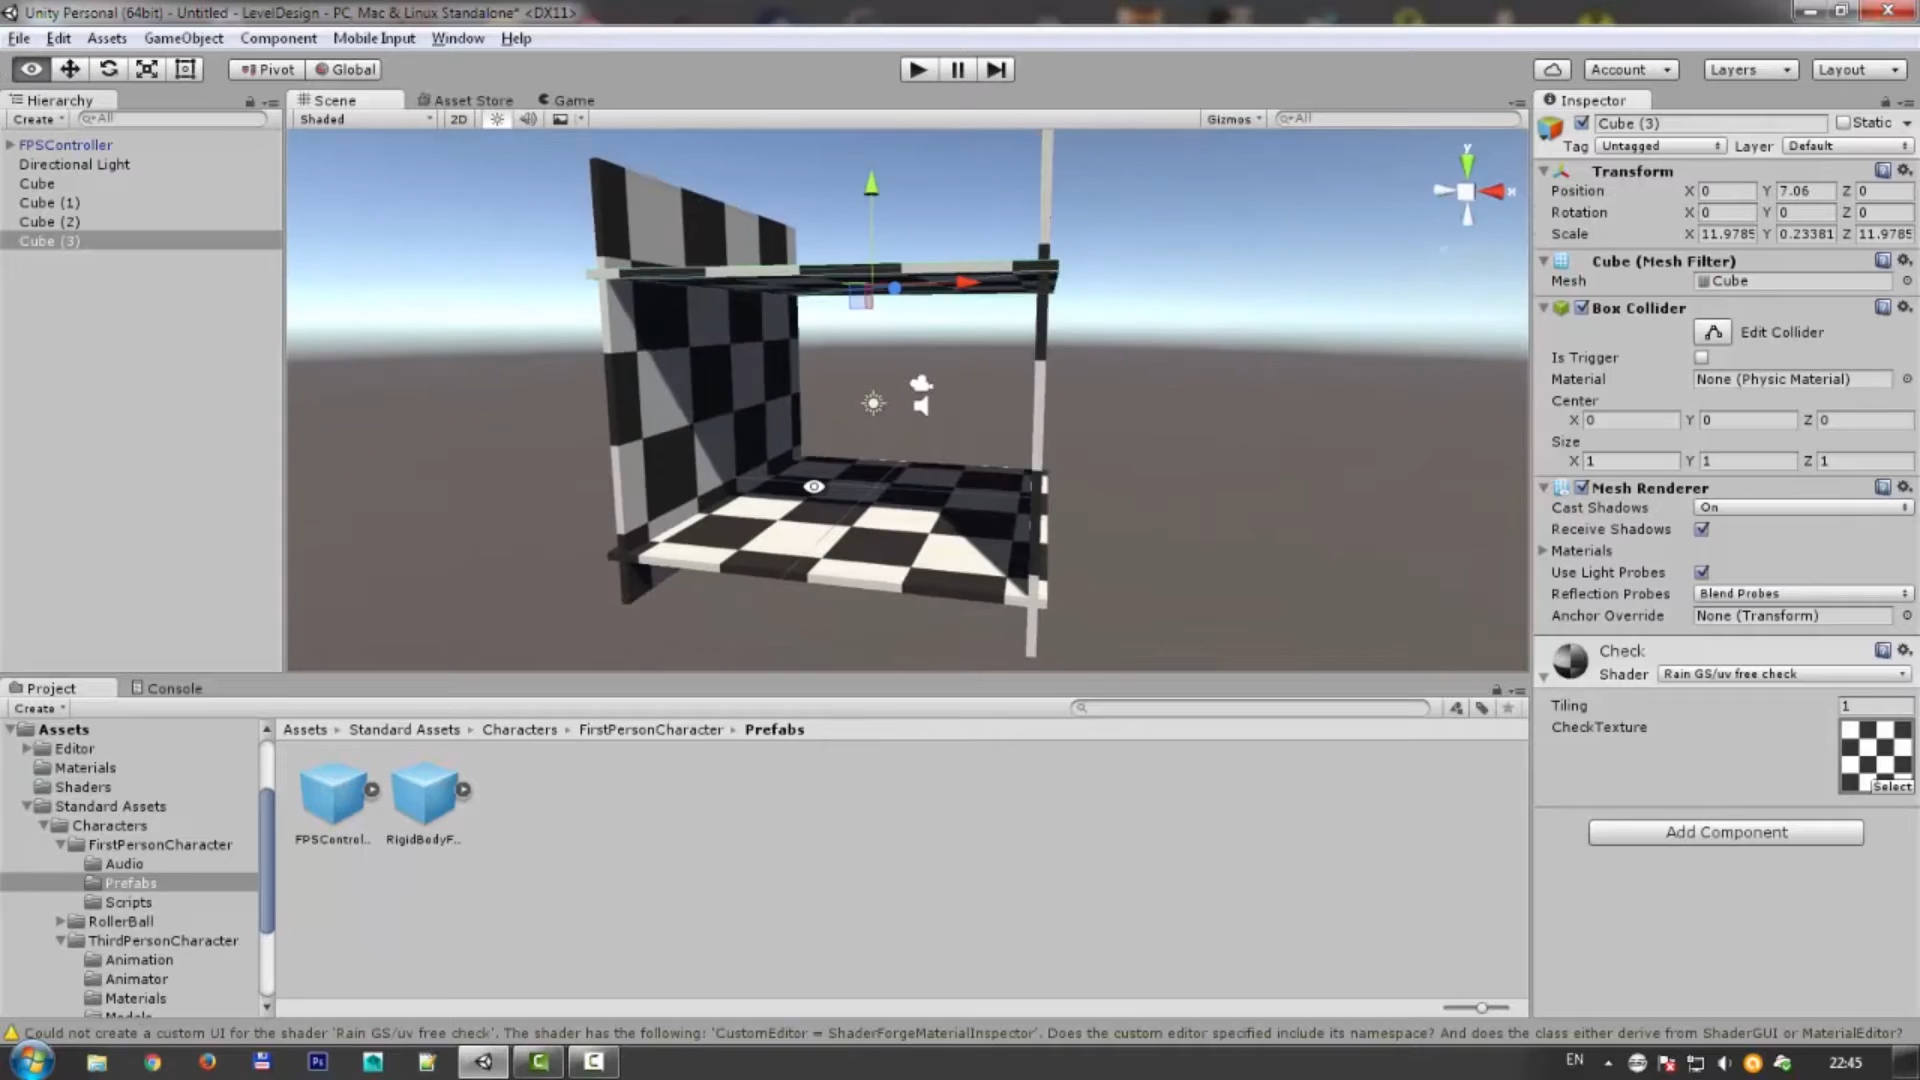 Unity Personal (64bit) - Untitled - LevelDesign - PC, Mac & Linux Standalone* <DX11>
File Edit Assets GameObject Component Mobile Input Window Help
Pivot Global Account Layers Layout
Hierarchy
Create All
FPSController
Directional Light
Cube
Cube (1)
Cube (2)
Cube (3)
Scene Asset Store Game
Shaded 2D Gizmos All
y
x
Inspector
Cube (3) Static
Tag Untagged Layer Default
Transform
Position X 0 Y 7.06 Z 0
Rotation X 0 Y 0 Z 0
Scale X 11.9785 Y 0.23381 Z 11.9785
Cube (Mesh Filter)
Mesh Cube
Box Collider
Edit Collider
Is Trigger
Material None (Physic Material)
Center
X 0 Y 0 Z 0
Size
X 1 Y 1 Z 1
Mesh Renderer
Cast Shadows On
Receive Shadows
Materials
Use Light Probes
Reflection Probes Blend Probes
Anchor Override None (Transform)
Check
Shader Rain GS/uv free check
Tiling 1
CheckTexture
Select
Add Component
Project Console
Create
Assets
Editor
Materials
Shaders
Standard Assets
Characters
FirstPersonCharacter
Audio
Prefabs
Scripts
RollerBall
ThirdPersonCharacter
Animation
Animator
Materials
Assets Standard Assets Characters FirstPersonCharacter Prefabs
FPSControl.. RigidBodyF..
Could not create a custom UI for the shader 'Rain GS/uv free check'. The shader has the following: 'CustomEditor = ShaderForgeMaterialInspector'. Does the custom editor specified include its namespace? And does the class either derive from ShaderGUI or MaterialEditor?
Ps EN 22:45